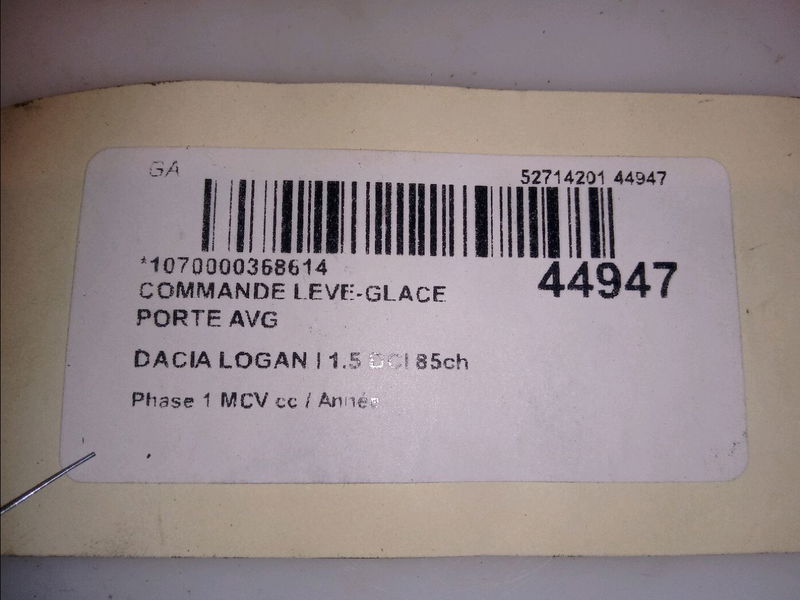 GA
52714201 44947
*1070000368614
44947
COMMANDE LEVE-GLACE
PORTE AVG
DACIA LOGAN I 1.5 DCI 85ch
Phase 1 MCV cc / Année